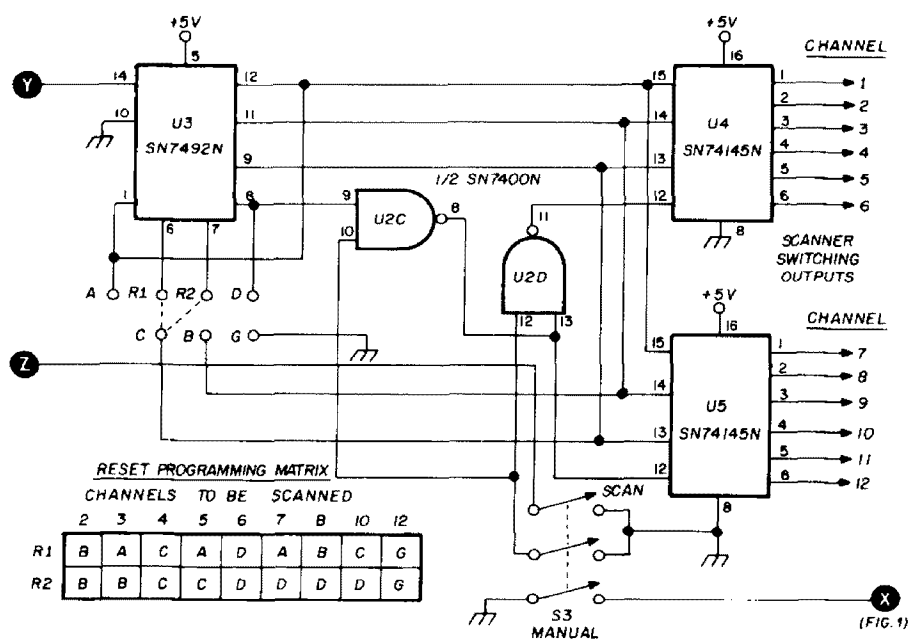 +5V
+5V
CHANNEL
5
16
Y
14
12
15
1
1
10
U3
SN7492N
11
14
U4
SN74145N
2
2
3
3
9
13
4
4
1/2 SN7400N
5
5
1
8
9
8
11
12
6
6
6
7
10
U2C
8
U2D
SCANNER
SWITCHING
OUTPUTS
A
R1
R2
D
12
13
+5V
C
B
G
16
CHANNEL
Z
15
1
7
14
2
8
U5
SN74145N
3
9
13
4
10
5
11
12
6
12
RESET PROGRAMMING MATRIX
CHANNELS TO BE SCANNED
SCAN
8
2 3 4 5 6 7 8 10 12
R1 B A C A D A B C G
R2 B B C C D D D D G
S3
MANUAL
X
(FIG. 1)